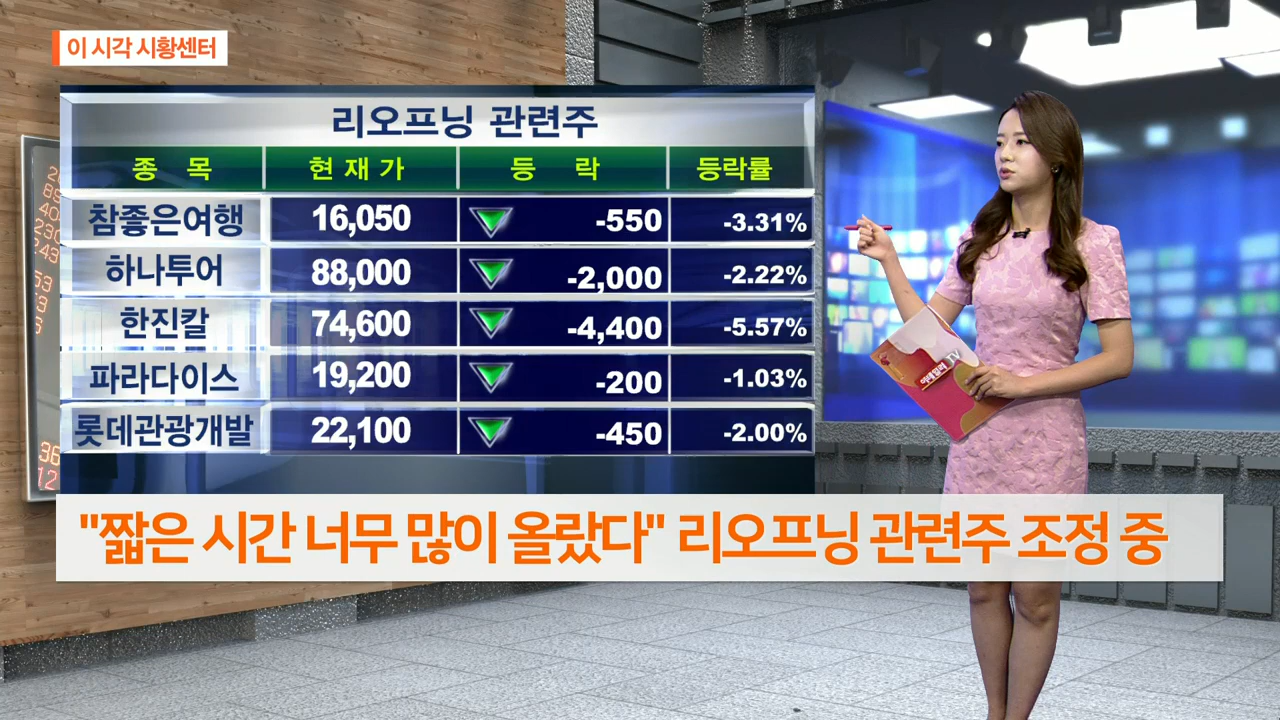 이 시각 시황센터
리오프닝 관련주
종 목 현 재 가 등 락 등락률
참좋은여행 16,050 -550 -3.31%
하나투어 88,000 -2,000 -2.22%
한진칼 74,600 -4,400 -5.57%
파라다이스 19,200 -200 -1.03%
롯데관광개발 22,100 -450 -2.00%
이데일리 TV
"짧은 시간 너무 많이 올랐다" 리오프닝 관련주 조정 중